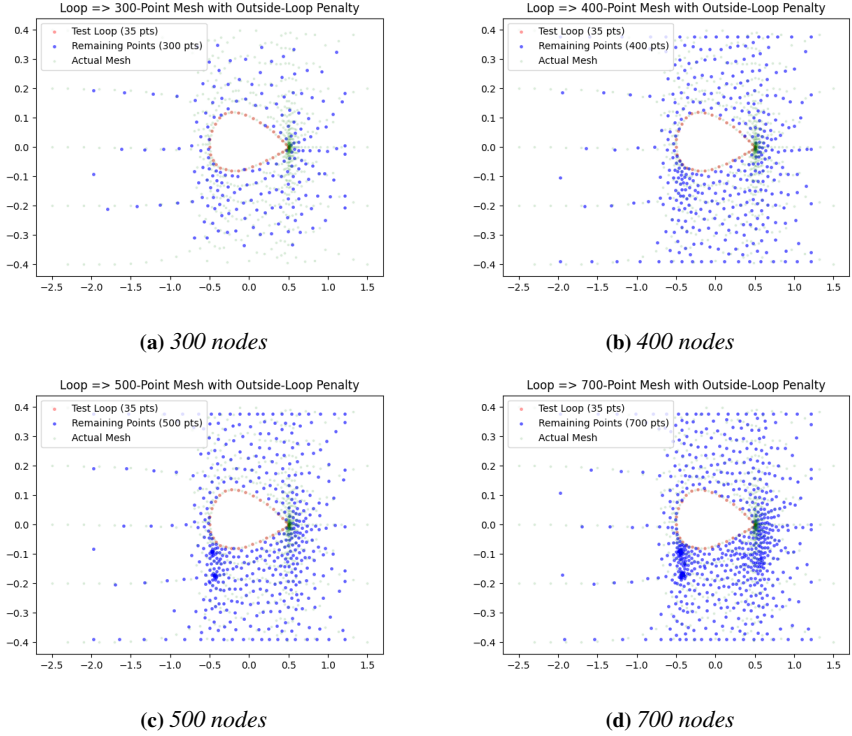 Loop => 300-Point Mesh with Outside-Loop Penalty
Test Loop (35 pts)
Remaining Points (300 pts)
Actual Mesh
0.4
0.3
0.2
0.1
0.0
−0.1
−0.2
−0.3
−0.4
−2.5 −2.0 −1.5 −1.0 −0.5 0.0 0.5 1.0 1.5
(a) 300 nodes
Loop => 400-Point Mesh with Outside-Loop Penalty
Test Loop (35 pts)
Remaining Points (400 pts)
Actual Mesh
0.4
0.3
0.2
0.1
0.0
−0.1
−0.2
−0.3
−0.4
−2.5 −2.0 −1.5 −1.0 −0.5 0.0 0.5 1.0 1.5
(b) 400 nodes
Loop => 500-Point Mesh with Outside-Loop Penalty
Test Loop (35 pts)
Remaining Points (500 pts)
Actual Mesh
0.4
0.3
0.2
0.1
0.0
−0.1
−0.2
−0.3
−0.4
−2.5 −2.0 −1.5 −1.0 −0.5 0.0 0.5 1.0 1.5
(c) 500 nodes
Loop => 700-Point Mesh with Outside-Loop Penalty
Test Loop (35 pts)
Remaining Points (700 pts)
Actual Mesh
0.4
0.3
0.2
0.1
0.0
−0.1
−0.2
−0.3
−0.4
−2.5 −2.0 −1.5 −1.0 −0.5 0.0 0.5 1.0 1.5
(d) 700 nodes